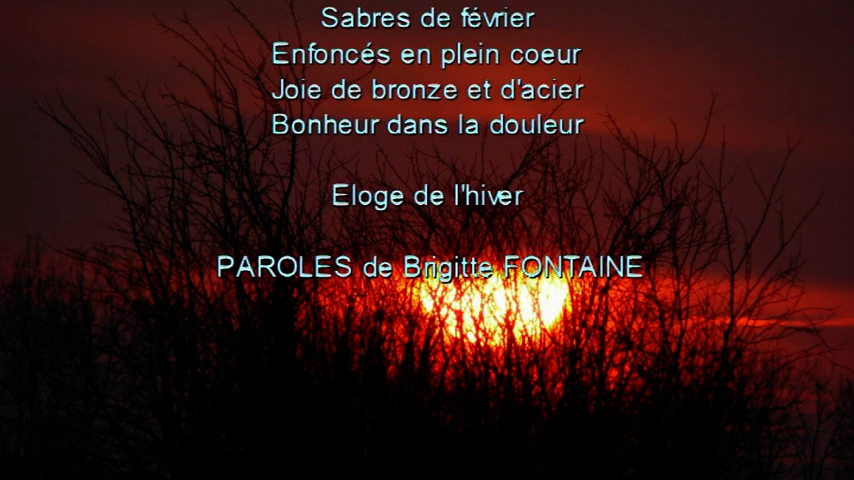 Sabres de février
Enfoncés en plein coeur
Joie de bronze et d'acier
Bonheur dans la douleur
Eloge de l'hiver
PAROLES de Brigitte FONTAINE